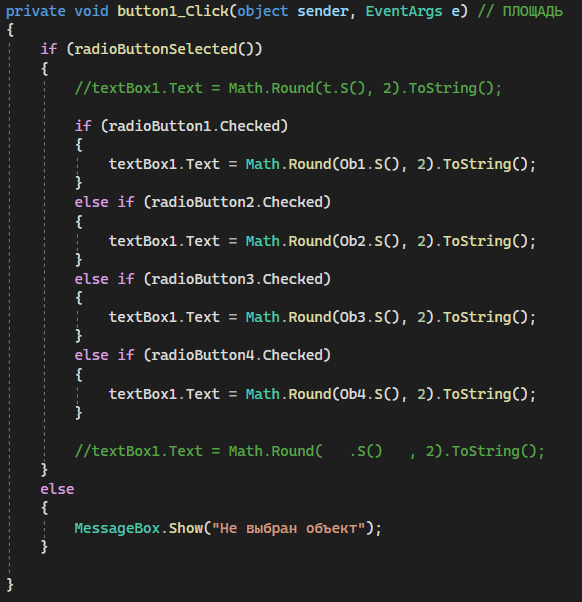 private void button1_Click(object sender, EventArgs e) // ПЛОЩАДЬ
{
if (radioButtonSelected())
{
//textBox1.Text = Math.Round(t.S(), 2).ToString();
if (radioButton1.Checked)
{
textBox1.Text = Math.Round(Ob1.S(), 2).ToString();
}
else if (radioButton2.Checked)
{
textBox1.Text = Math.Round(Ob2.S(), 2).ToString();
}
else if (radioButton3.Checked)
{
textBox1.Text = Math.Round(Ob3.S(), 2).ToString();
}
else if (radioButton4.Checked)
{
textBox1.Text = Math.Round(Ob4.S(), 2).ToString();
}
//textBox1.Text = Math.Round(   .S()   , 2).ToString();
}
else
{
MessageBox.Show("Не выбран объект");
}
}